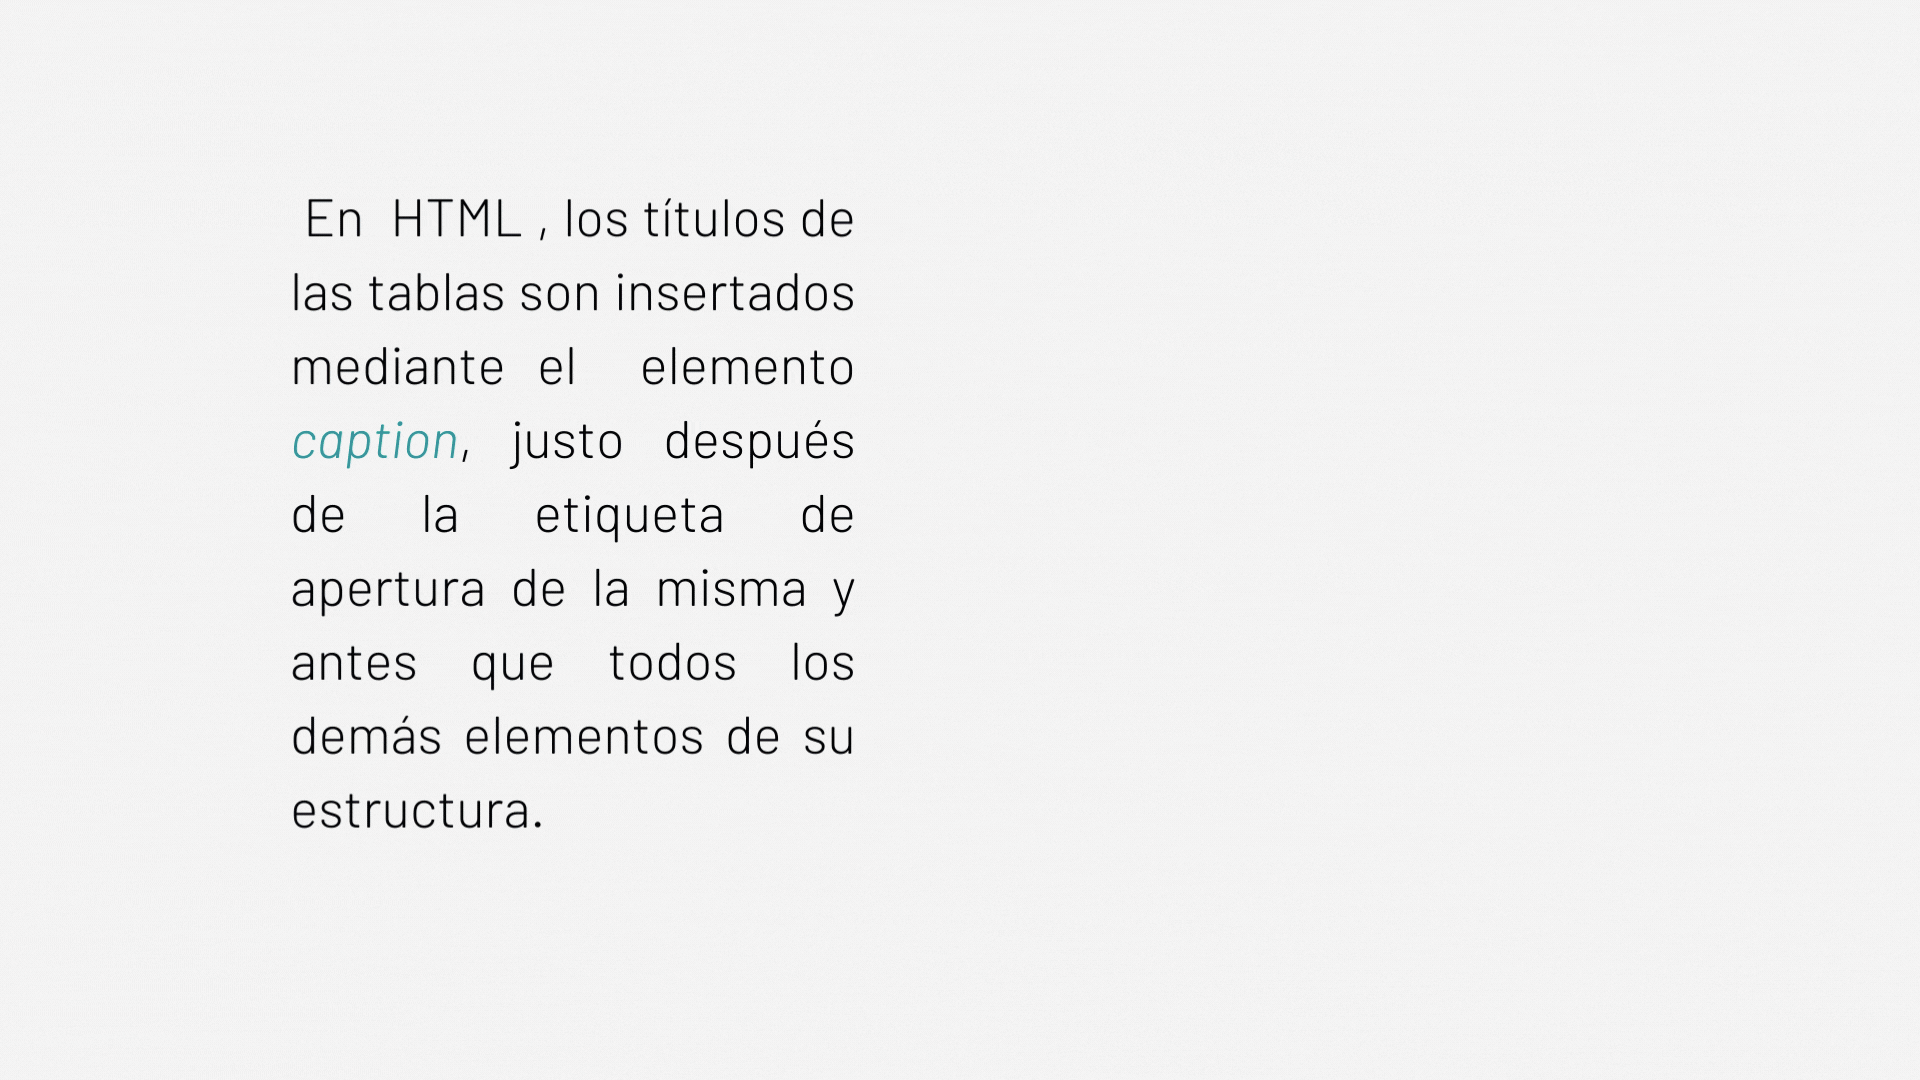 En HTML , los títulos de
las tablas son insertados
mediante el elemento
caption, justo después
de la etiqueta de
apertura de la misma y
antes que todos los
demás elementos de su
estructura.